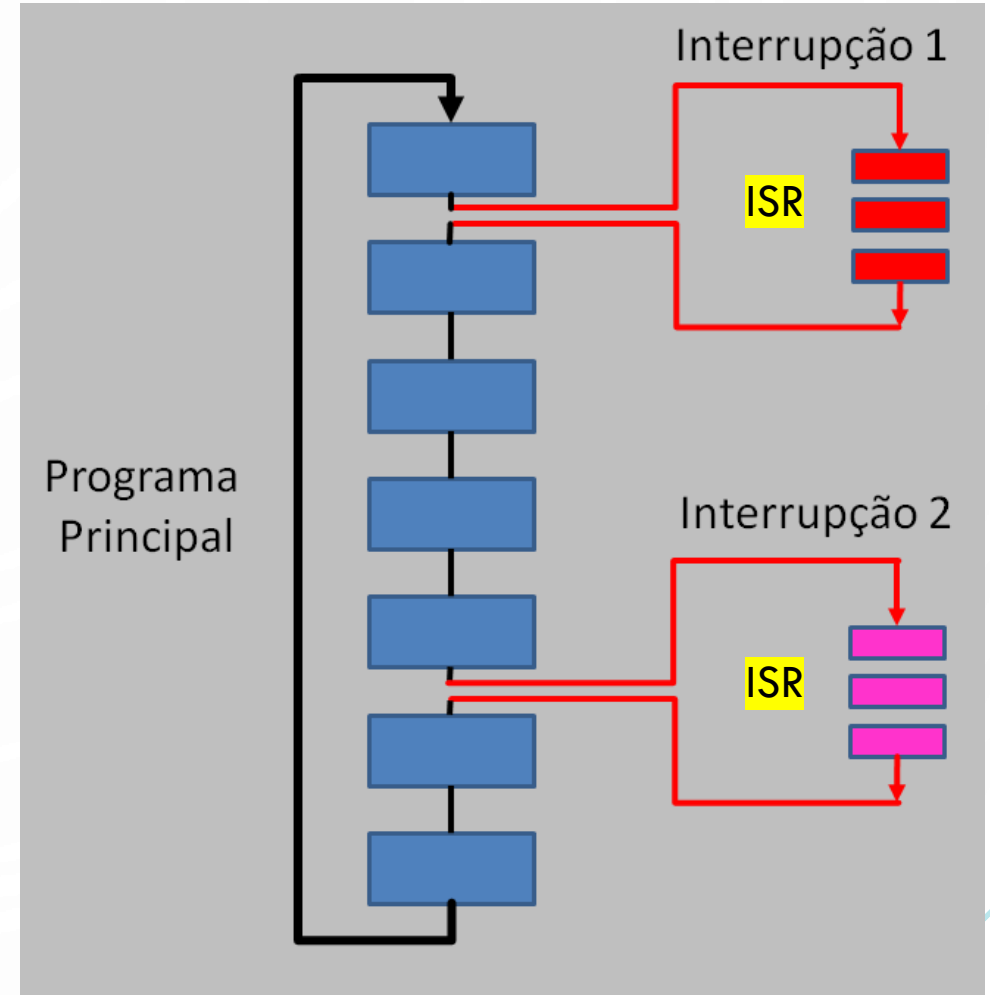 Interrupção 1
ISR
Programa
Principal
Interrupção 2
ISR